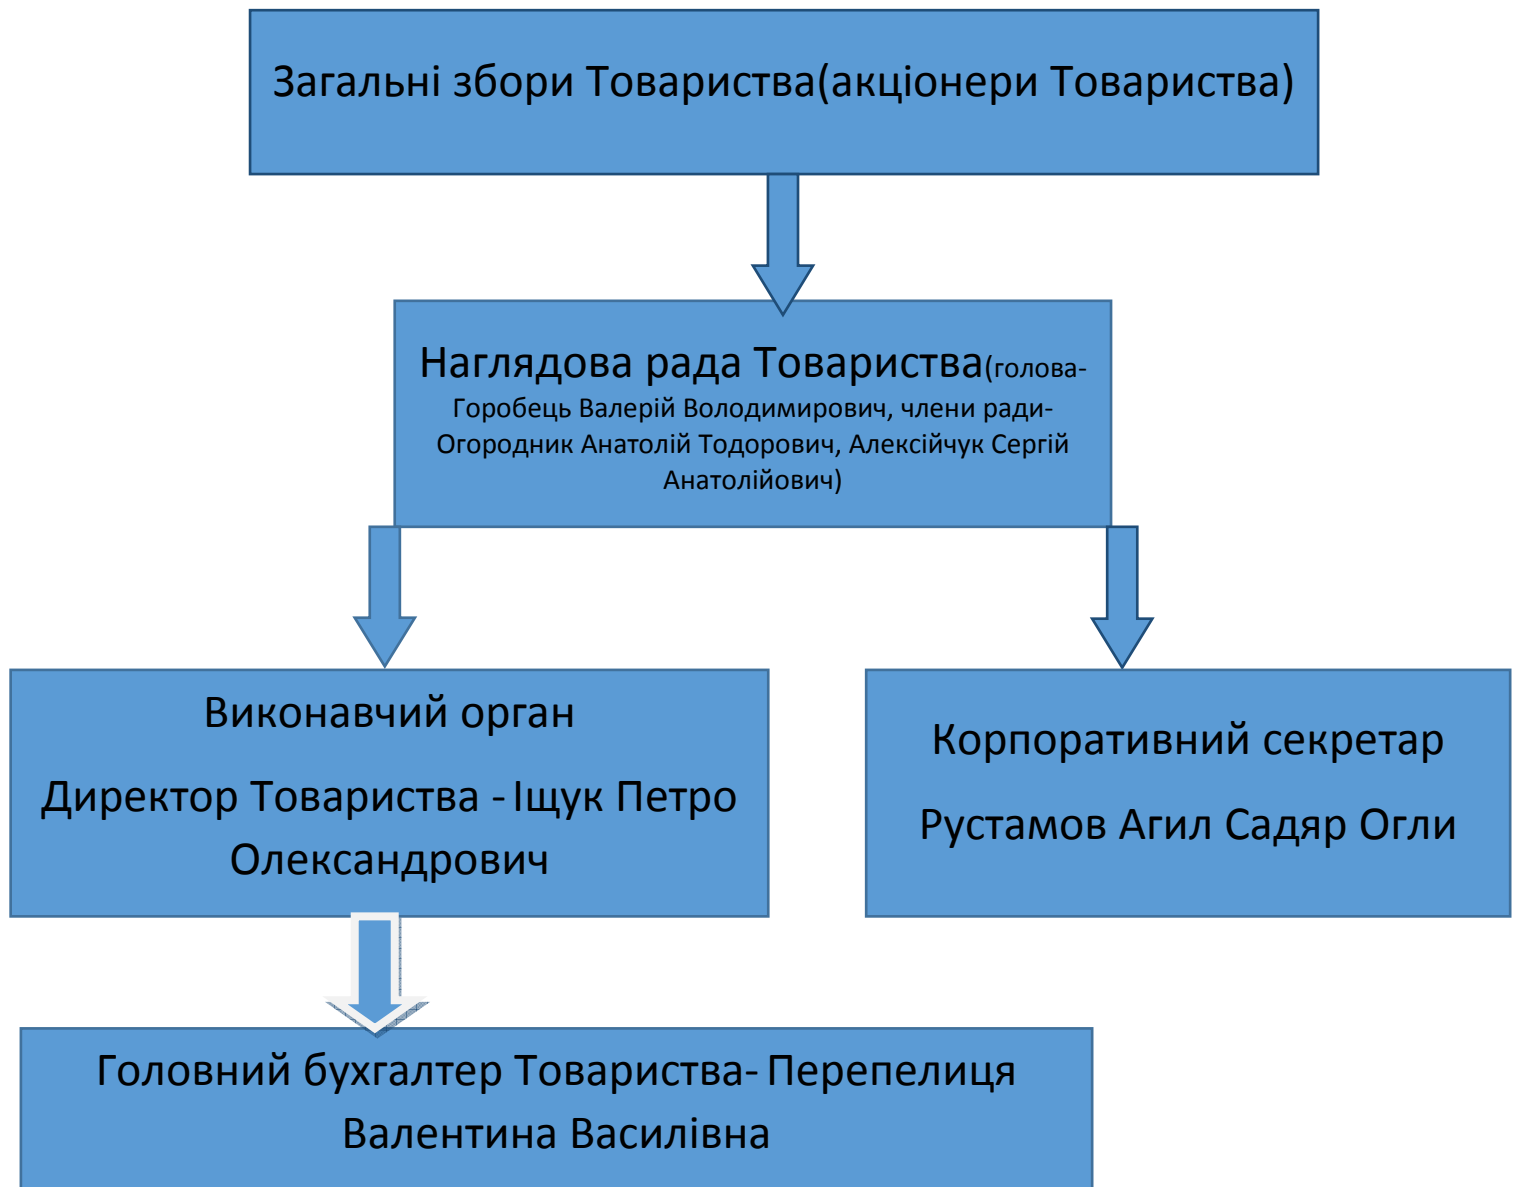 Загальні збори Товариства(акціонери Товариства)
Наглядова рада Товариства(голова-
Горобець Валерій Володимирович, члени ради-
Огородник Анатолій Тодорович, Алексійчук Сергій
Анатолійович)
Виконавчий орган
Директор Товариства - Іщук Петро
Олександрович
Корпоративний секретар
Рустамов Агил Садяр Огли
Головний бухгалтер Товариства- Перепелиця
Валентина Василівна